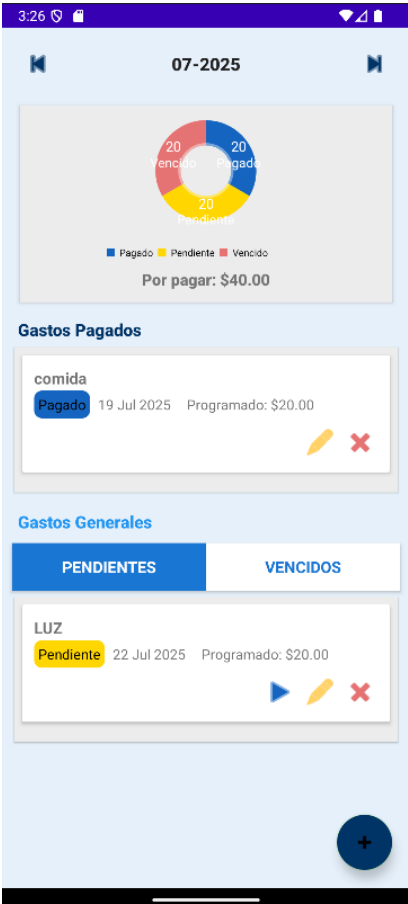 3:26
07-2025
20
Vencido
20
Pagado
20
Pendiente
Pagado Pendiente Vencido
Por pagar: $40.00
Gastos Pagados
comida
Pagado 19 Jul 2025 Programado: $20.00
Gastos Generales
PENDIENTES VENCIDOS
LUZ
Pendiente 22 Jul 2025 Programado: $20.00
+